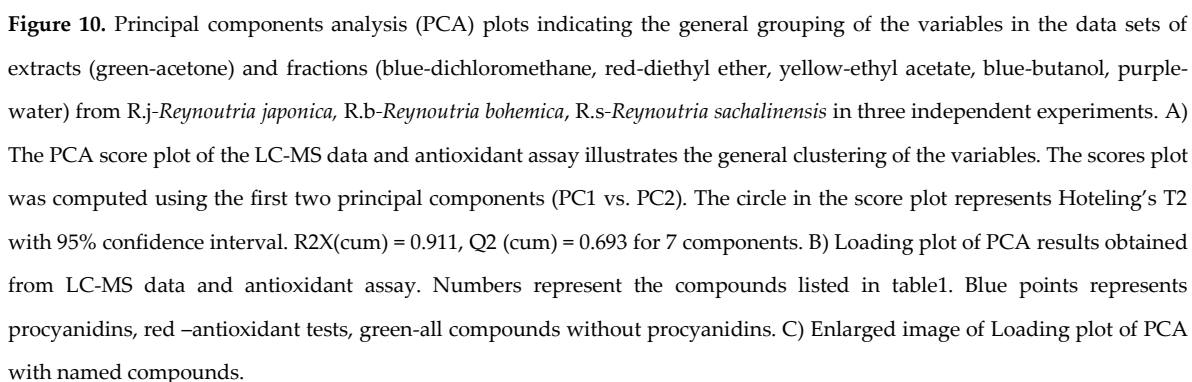 Figure 10. Principal components analysis (PCA) plots indicating the general grouping of the variables in the data sets of
extracts (green-acetone) and fractions (blue-dichloromethane, red-diethyl ether, yellow-ethyl acetate, blue-butanol, purple-
water) from R.j-Reynoutria japonica, R.b-Reynoutria bohemica, R.s-Reynoutria sachalinensis in three independent experiments. A)
The PCA score plot of the LC-MS data and antioxidant assay illustrates the general clustering of the variables. The scores plot
was computed using the first two principal components (PC1 vs. PC2). The circle in the score plot represents Hoteling's T2
with 95% confidence interval. R2X(cum) = 0.911, Q2 (cum) = 0.693 for 7 components. B) Loading plot of PCA results obtained
from LC-MS data and antioxidant assay. Numbers represent the compounds listed in table1. Blue points represents
procyanidins, red –antioxidant tests, green-all compounds without procyanidins. C) Enlarged image of Loading plot of PCA
with named compounds.